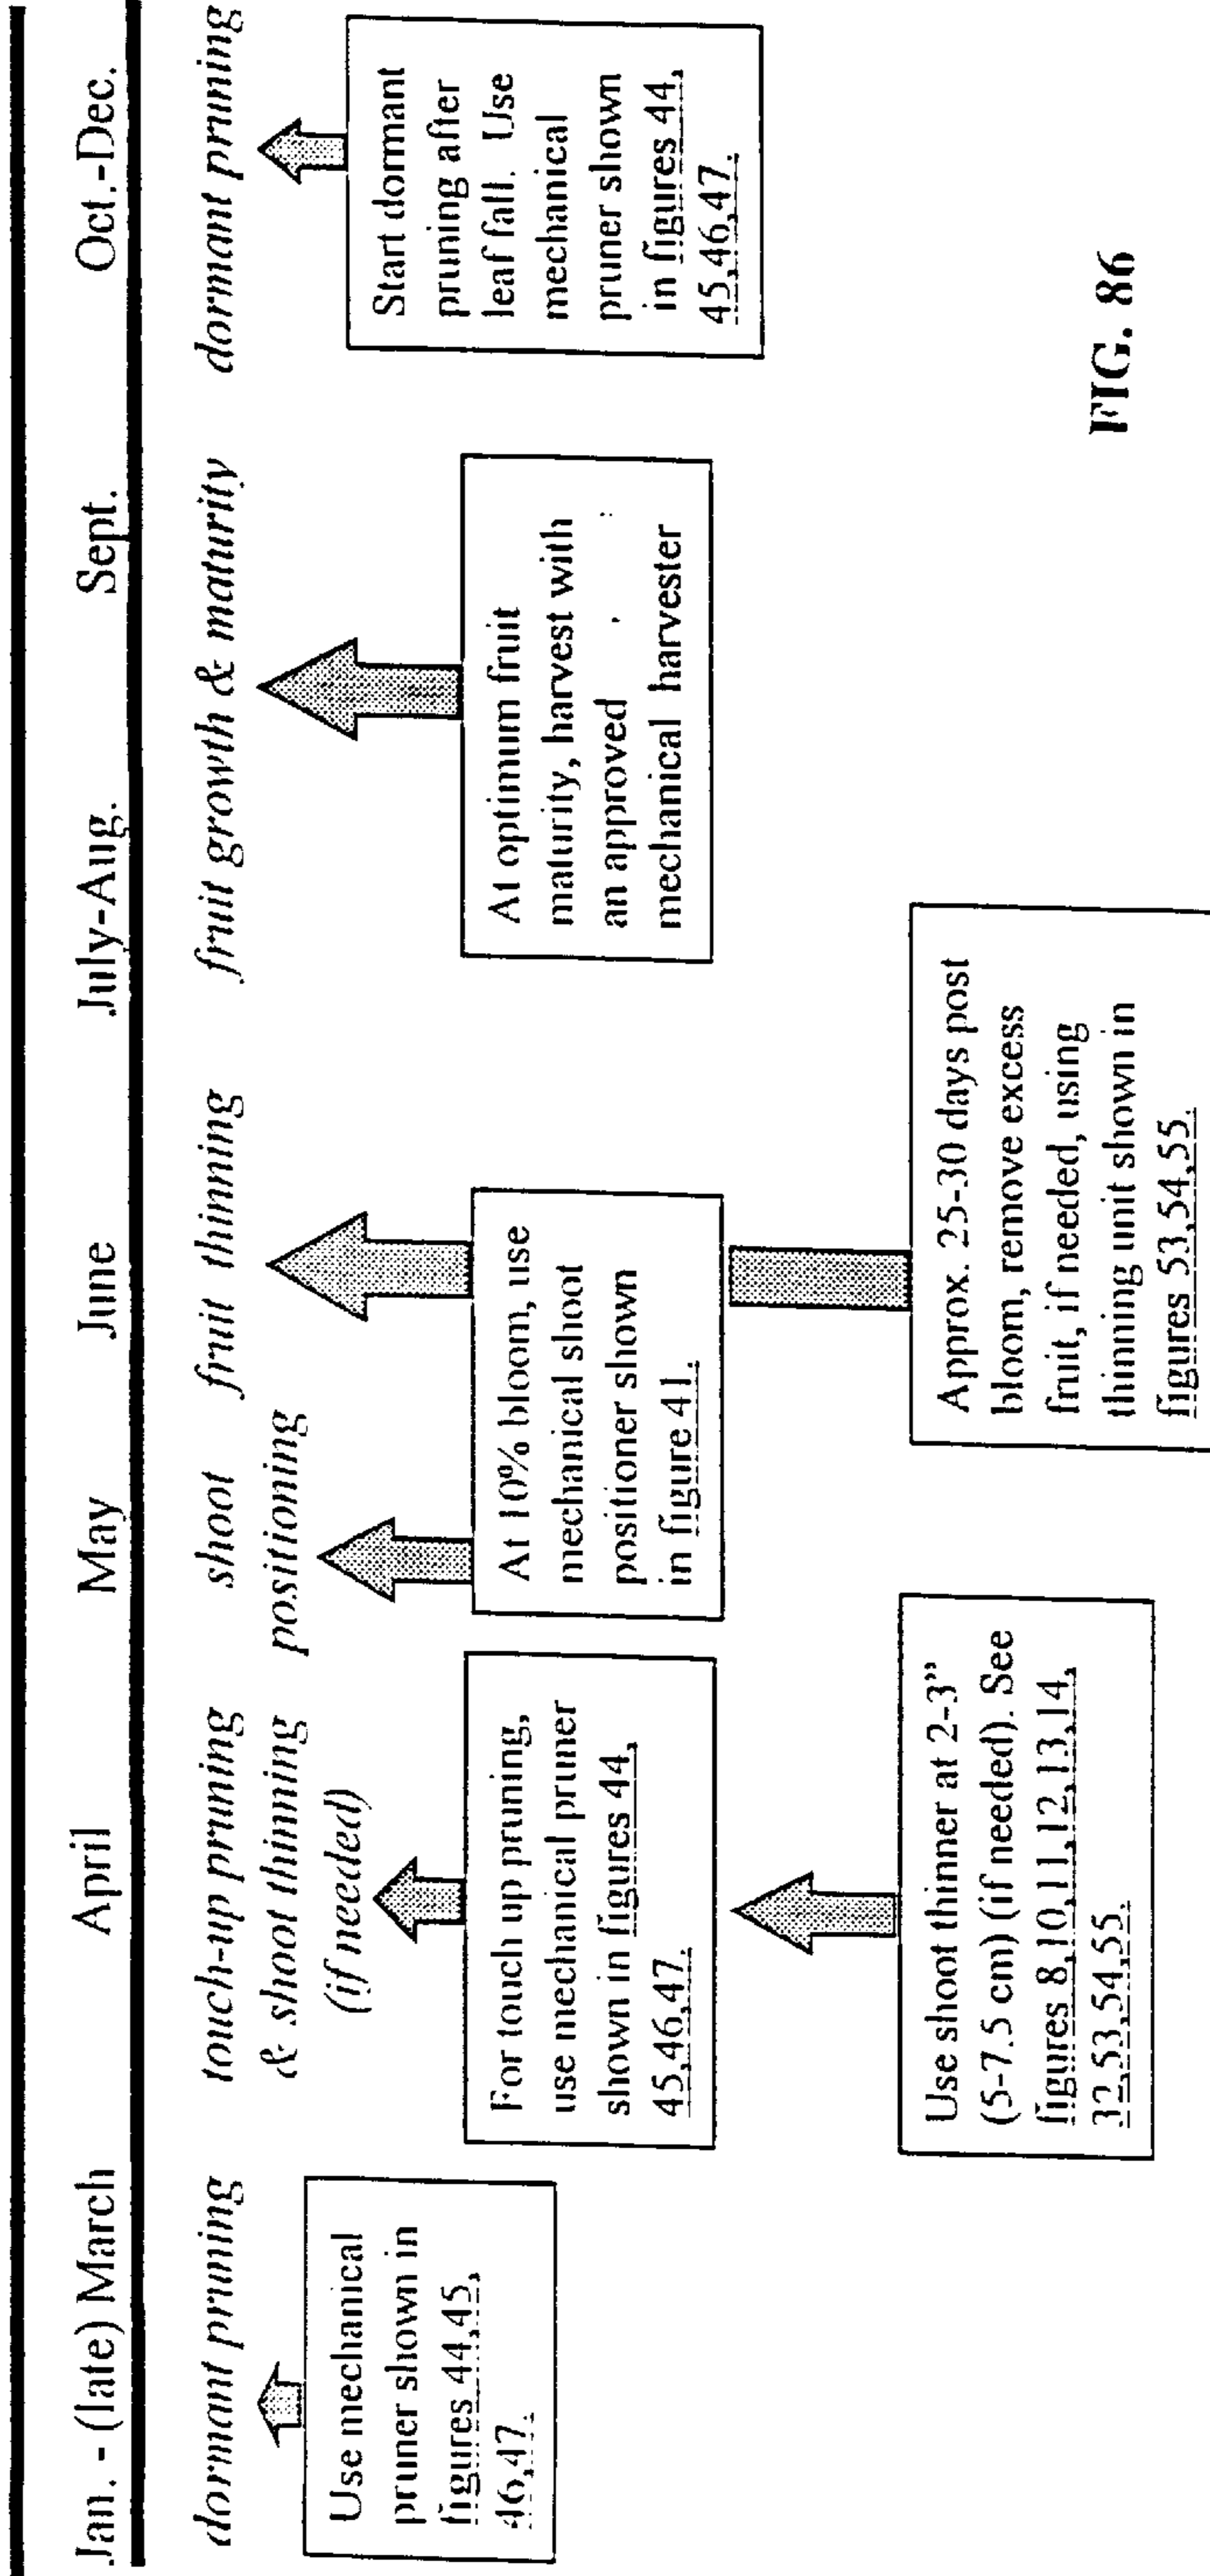 Jan. - (late) March April May June July-Aug. Sept. Oct.-Dec.
dormant pruning
touch-up pruning
& shoot thinning
(if needed)
shoot
positioning
fruit thinning
fruit growth & maturity
dormant pruning
Use mechanical
pruner shown in
figures 44,45,
46,47.
For touch up pruning,
use mechanical pruner
shown in figures 44,
45,46,47.
Use shoot thinner at 2-3”
(5-7.5 cm) (if needed). See
figures 8,10,11,12,13,14,
32,53,54,55.
At 10% bloom, use
mechanical shoot
positioner shown
in figure 41.
Approx. 25-30 days post
bloom, remove excess
fruit, if needed, using
thinning unit shown in
figures 53,54,55.
At optimum fruit
maturity, harvest with
an approved
mechanical harvester
Start dormant
pruning after
leaf fall. Use
mechanical
pruner shown
in figures 44,
45,46,47.
FIG. 86